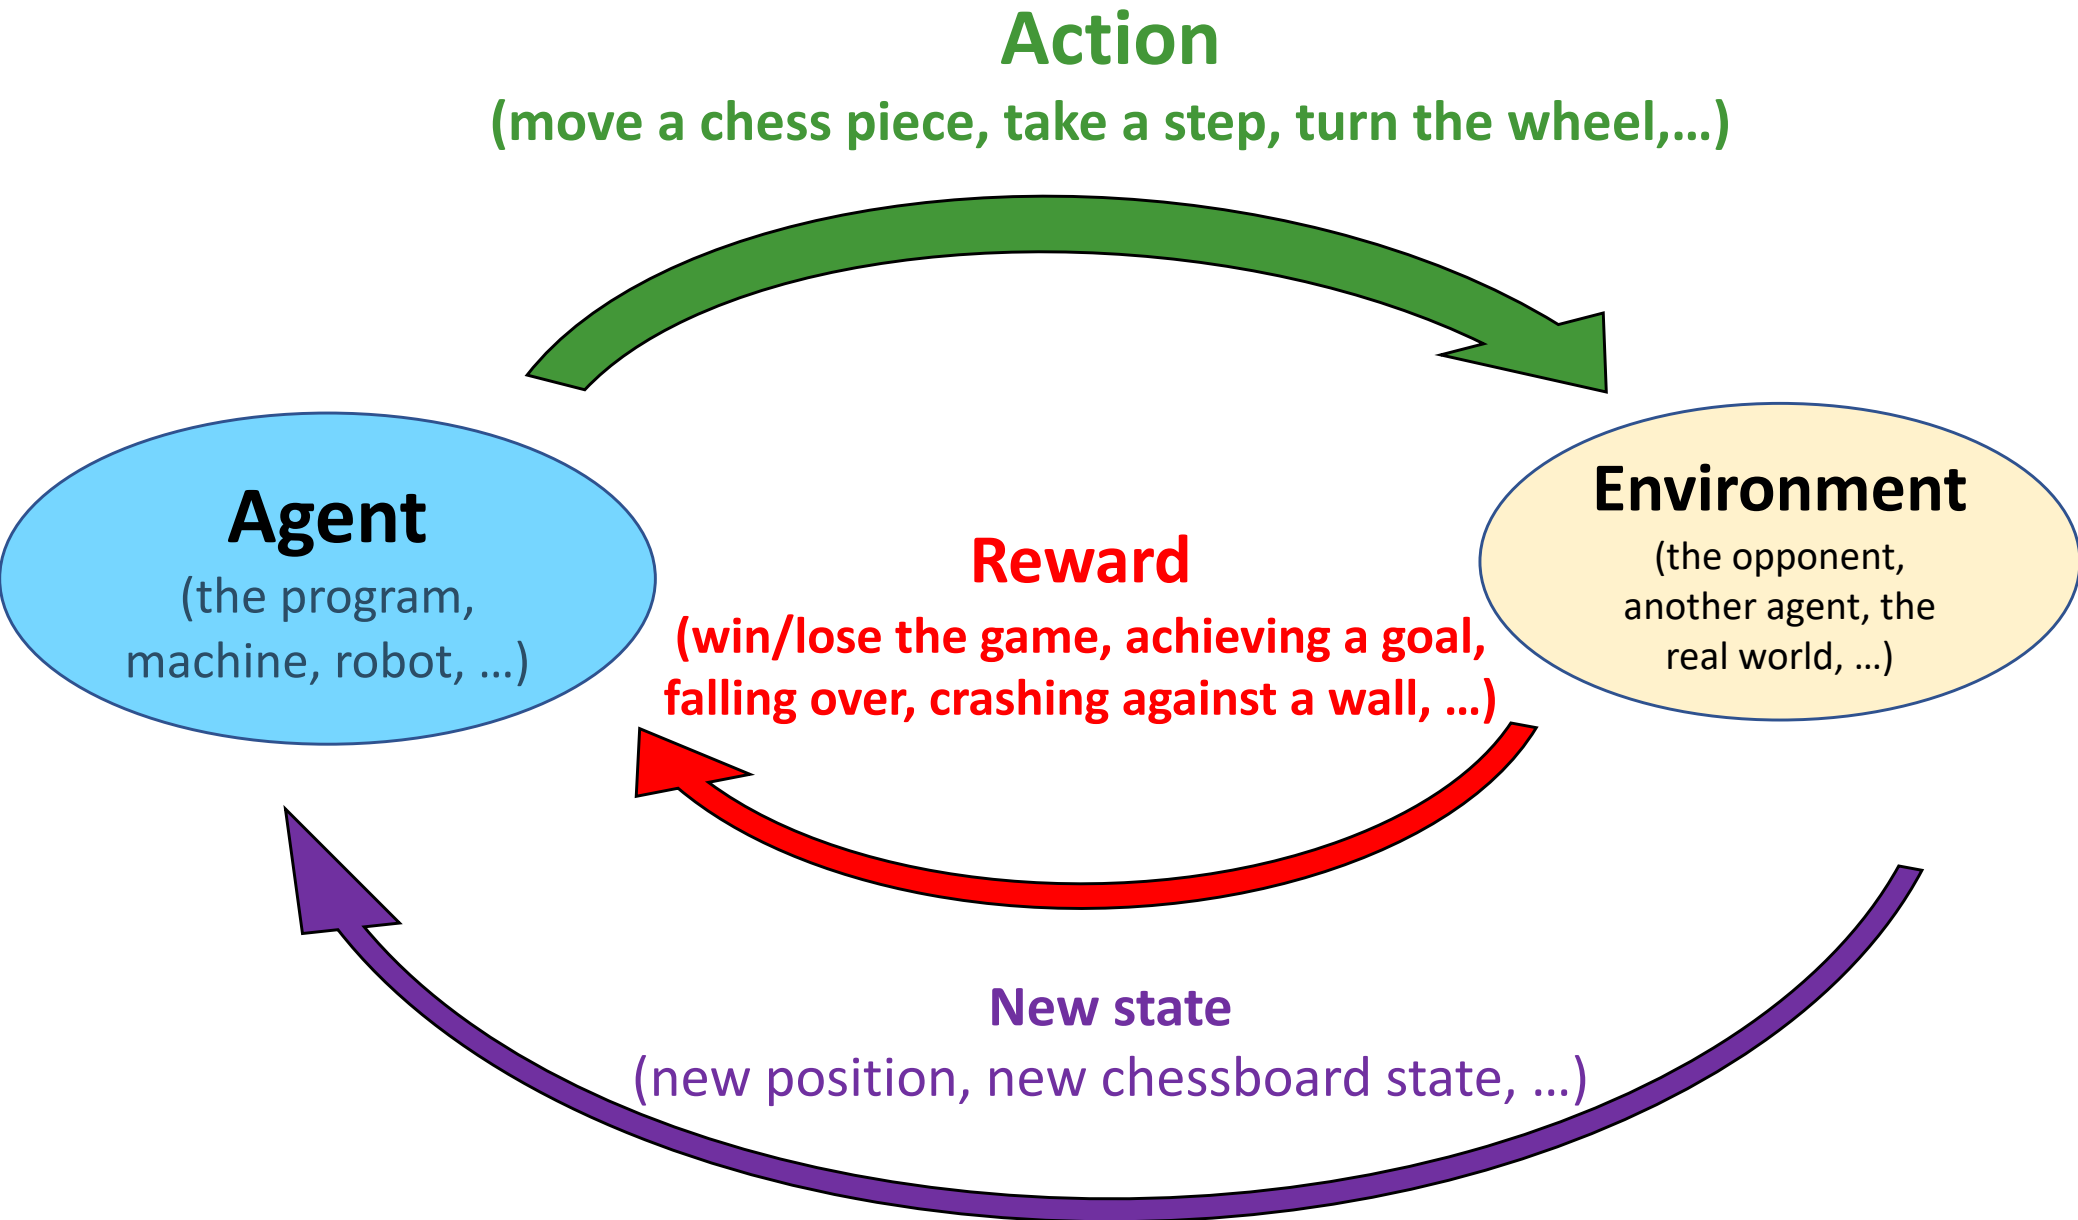 Action
(move a chess piece, take a step, turn the wheel,…)
Agent
(the program,
machine, robot, …)
Reward
(win/lose the game, achieving a goal,
falling over, crashing against a wall, …)
Environment
(the opponent,
another agent, the
real world, …)
New state
(new position, new chessboard state, …)